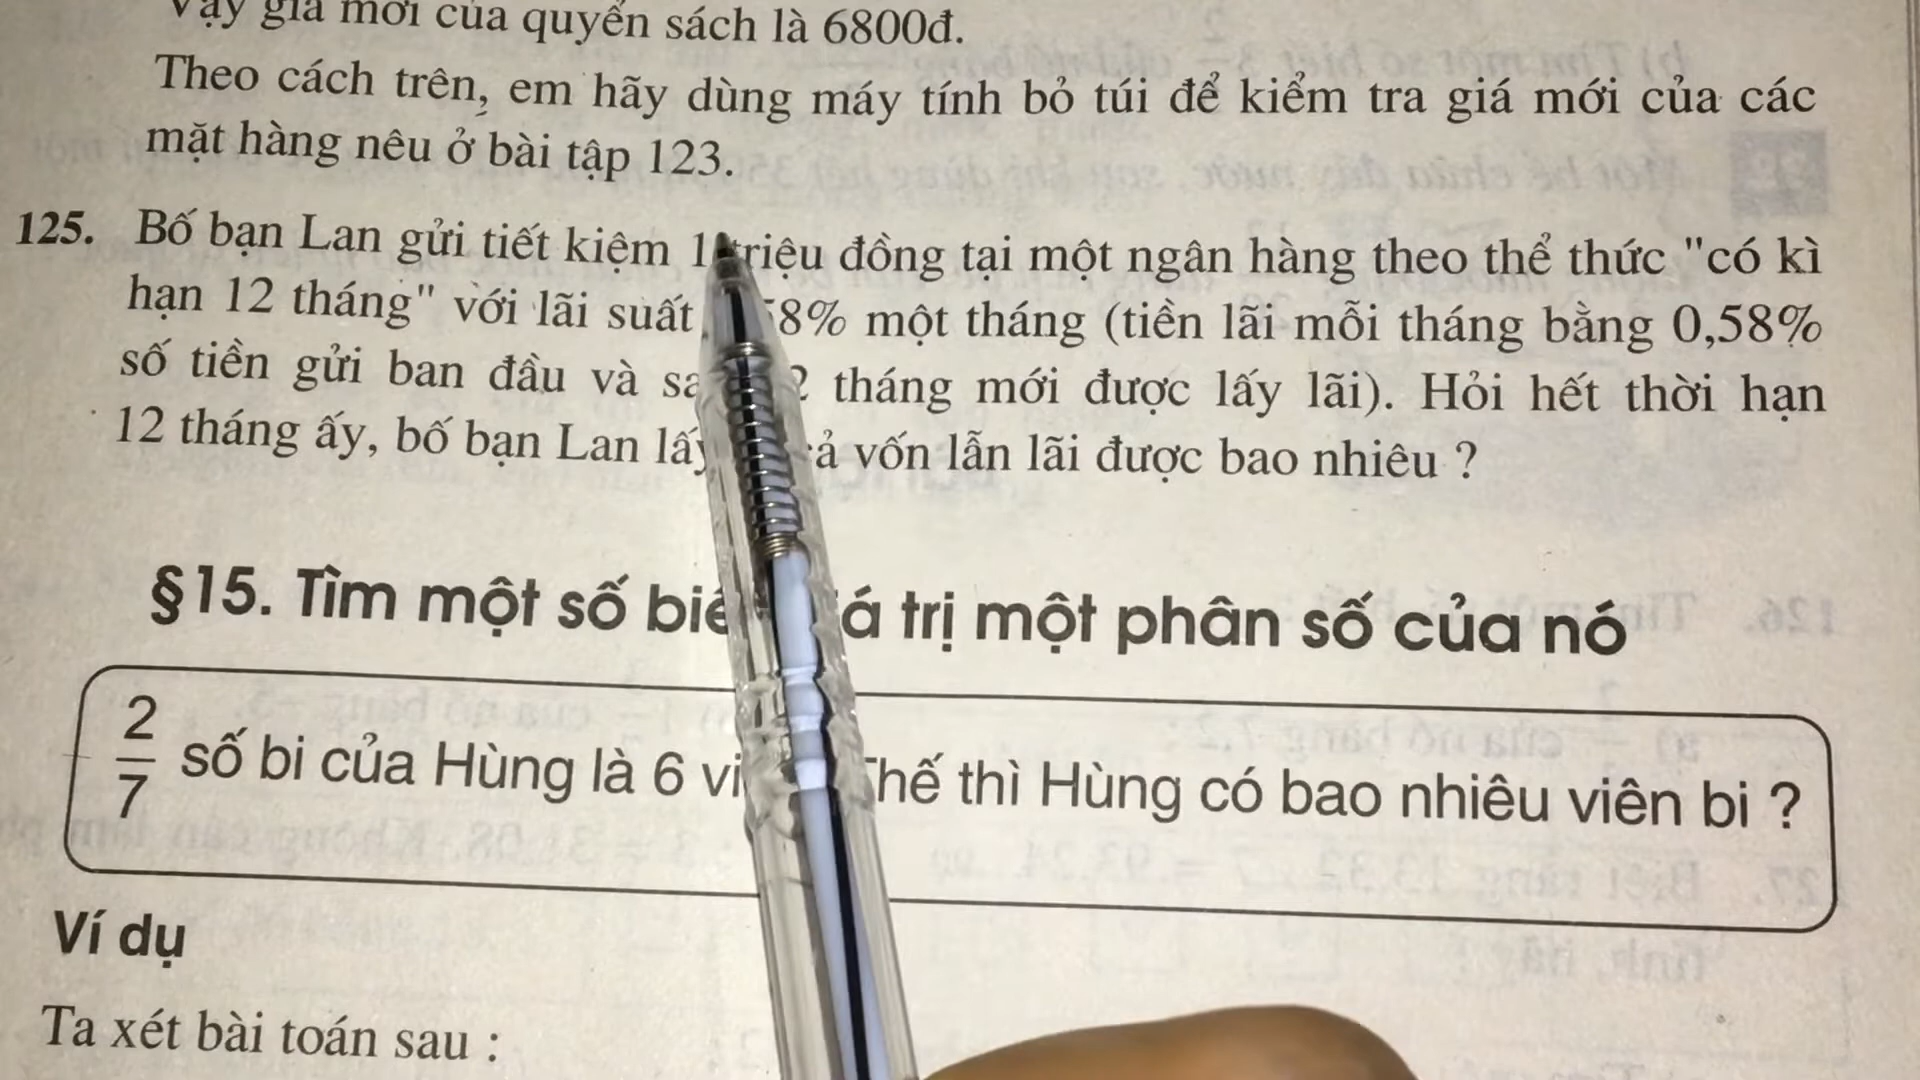 Vậy giá mới của quyển sách là 6800đ.
Theo cách trên, em hãy dùng máy tính bỏ túi để kiểm tra giá mới của các
mặt hàng nêu ở bài tập 123.
125. Bố bạn Lan gửi tiết kiệm 1 triệu đồng tại một ngân hàng theo thể thức "có kì
hạn 12 tháng" với lãi suất 58% một tháng (tiền lãi mỗi tháng bằng 0,58%
số tiền gửi ban đầu và sa 2 tháng mới được lấy lãi). Hỏi hết thời hạn
12 tháng ấy, bố bạn Lan lấy cả vốn lẫn lãi được bao nhiêu ?
§15. Tìm một số biết giá trị một phân số của nó
2/7 số bi của Hùng là 6 vi Thế thì Hùng có bao nhiêu viên bi ?
Ví dụ
Ta xét bài toán sau :